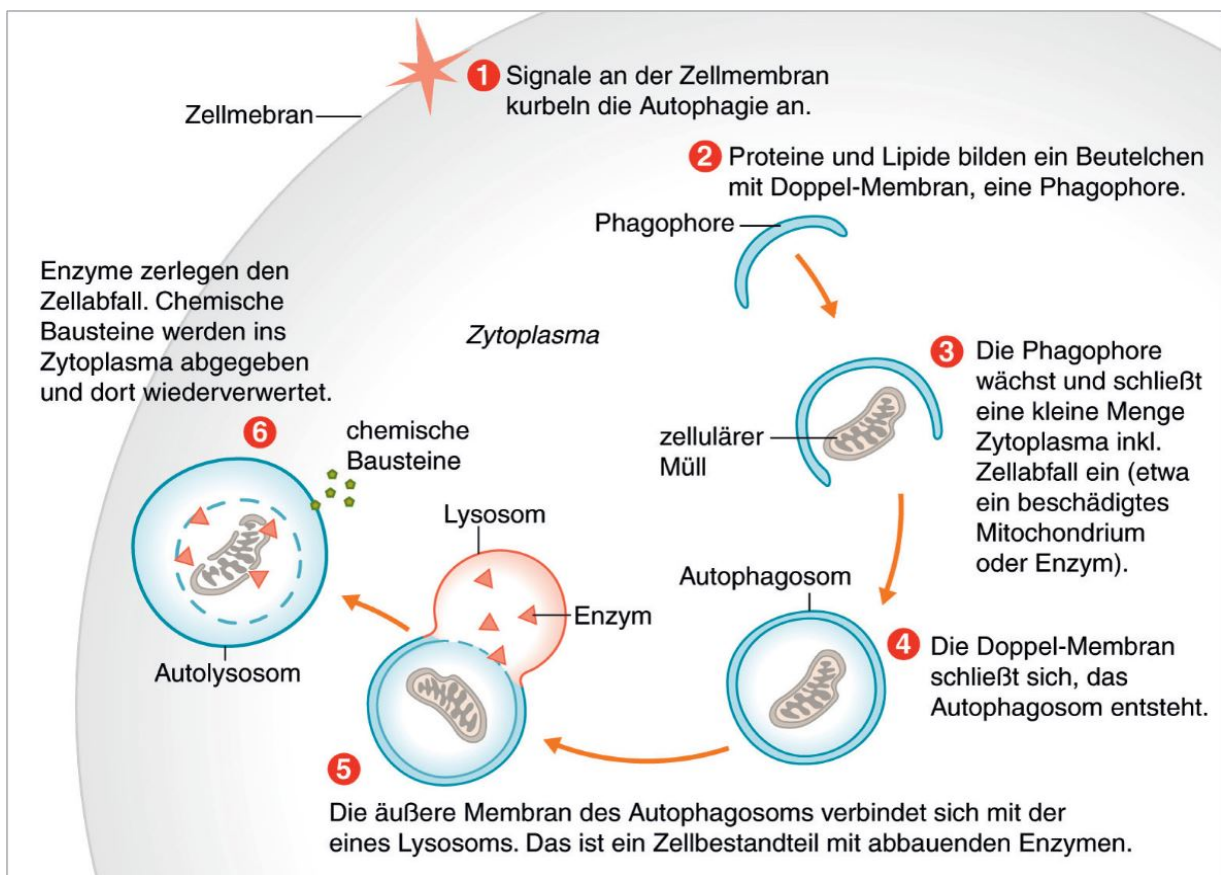 1 Signale an der Zellmembran
kurbeln die Autophagie an.
Zellmebran
2 Proteine und Lipide bilden ein Beutelchen
mit Doppel-Membran, eine Phagophore.
Phagophore
3 Die Phagophore
wächst und schließt
eine kleine Menge
Zytoplasma inkl.
Zellabfall ein (etwa
ein beschädigtes
Mitochondrium
oder Enzym).
zellulärer
Müll
Zytoplasma
Autophagosom
4 Die Doppel-Membran
schließt sich, das
Autophagosom entsteht.
Lysosom
Enzym
5
Die äußere Membran des Autophagosoms verbindet sich mit der
eines Lysosoms. Das ist ein Zellbestandteil mit abbauenden Enzymen.
Enzyme zerlegen den
Zellabfall. Chemische
Bausteine werden ins
Zytoplasma abgegeben
und dort wiederverwertet.
6
chemische
Bausteine
Autolysosom